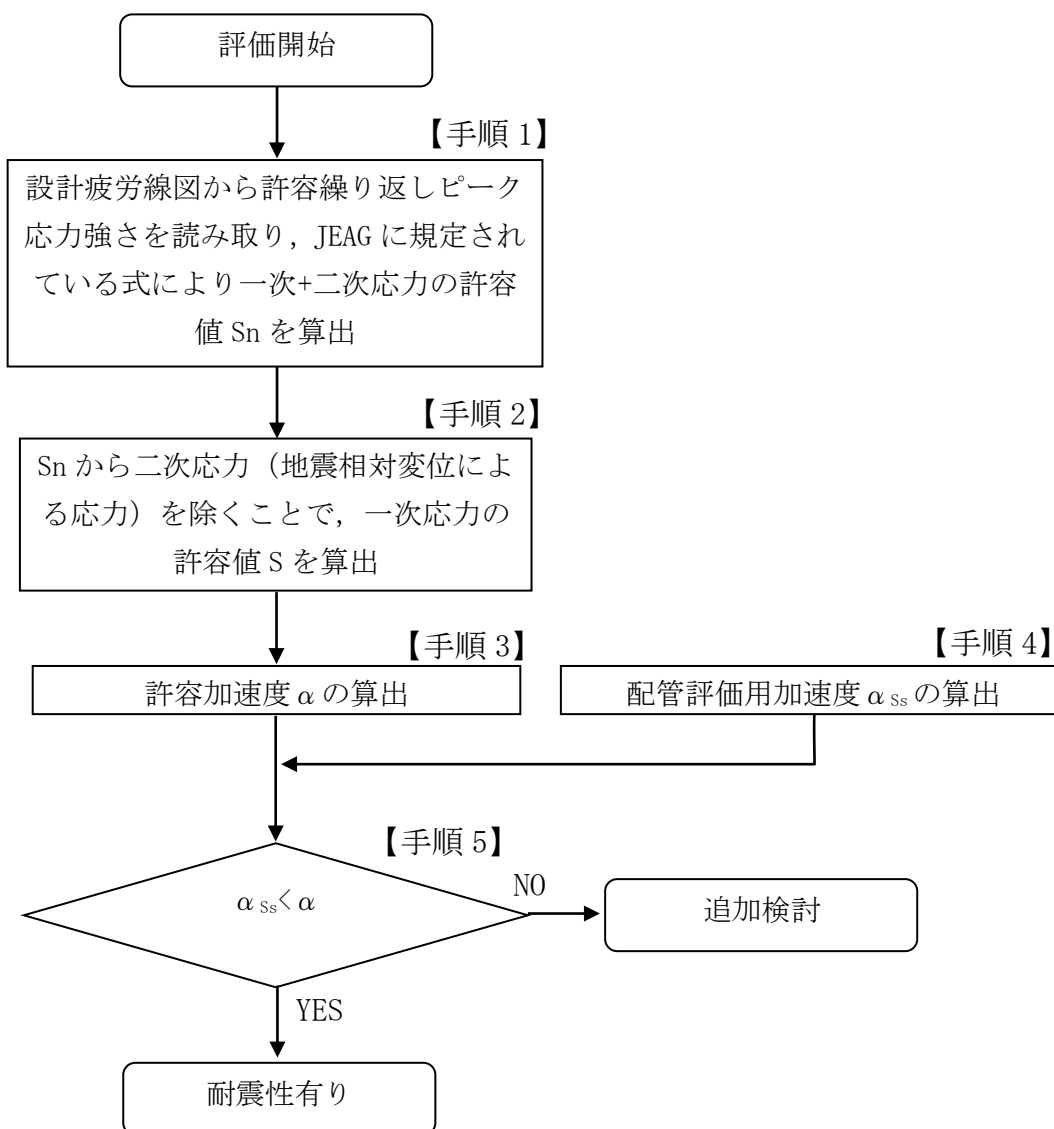 評価開始
【手順 1】
設計疲労線図から許容繰り返しピーク
応力強さを読み取り，JEAG に規定され
ている式により一次+二次応力の許容
値 Sn を算出
【手順 2】
Sn から二次応力（地震相対変位によ
る応力）を除くことで，一次応力の
許容値 S を算出
【手順 3】
許容加速度 α の算出
【手順 4】
配管評価用加速度 α Ss の算出
【手順 5】
α Ss< α
NO
追加検討
YES
耐震性有り